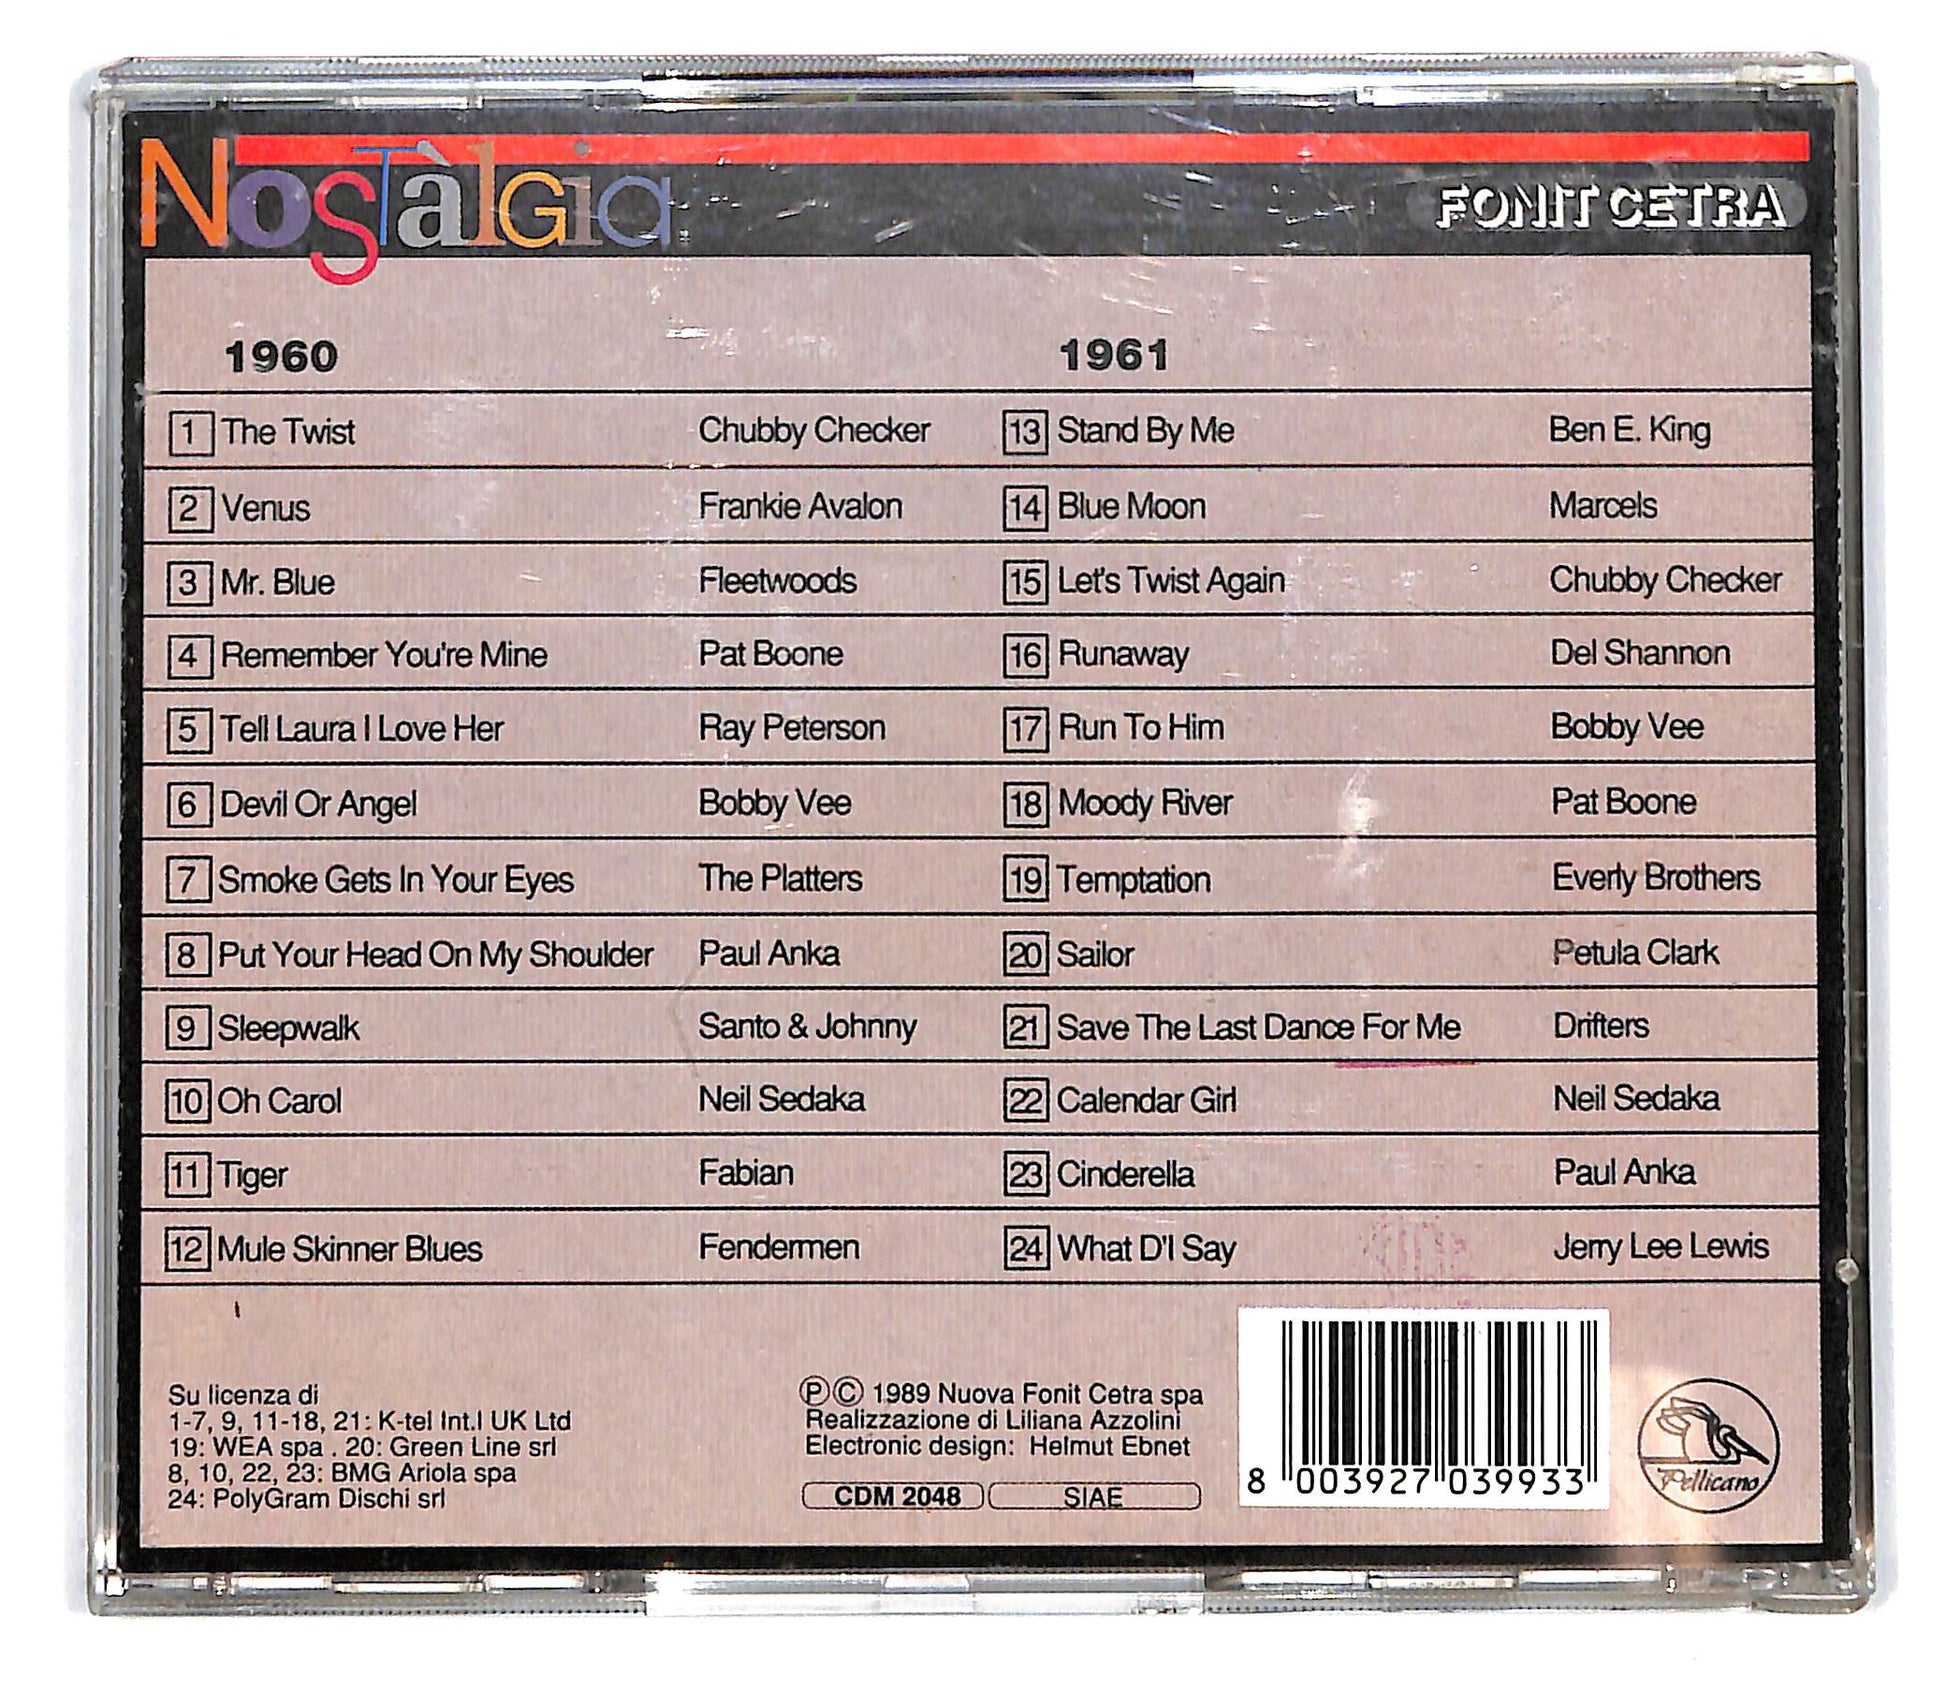 Nostàlgia
FONIT CETRA
1960
1 The Twist Chubby Checker
2 Venus Frankie Avalon
3 Mr. Blue Fleetwoods
4 Remember You're Mine Pat Boone
5 Tell Laura I Love Her Ray Peterson
6 Devil Or Angel Bobby Vee
7 Smoke Gets In Your Eyes The Platters
8 Put Your Head On My Shoulder Paul Anka
9 Sleepwalk Santo & Johnny
10 Oh Carol Neil Sedaka
11 Tiger Fabian
12 Mule Skinner Blues Fendermen
1961
13 Stand By Me Ben E. King
14 Blue Moon Marcels
15 Let's Twist Again Chubby Checker
16 Runaway Del Shannon
17 Run To Him Bobby Vee
18 Moody River Pat Boone
19 Temptation Everly Brothers
20 Sailor Petula Clark
21 Save The Last Dance For Me Drifters
22 Calendar Girl Neil Sedaka
23 Cinderella Paul Anka
24 What D'I Say Jerry Lee Lewis
Su licenza di
1-7, 9, 11-18, 21: K-tel Int.l UK Ltd
19: WEA spa . 20: Green Line srl
8, 10, 22, 23: BMG Ariola spa
24: PolyGram Dischi srl
Ⓟ© 1989 Nuova Fonit Cetra spa
Realizzazione di Liliana Azzolini
Electronic design: Helmut Ebnet
CDM 2048 SIAE
8 003927 039933
Pellicano